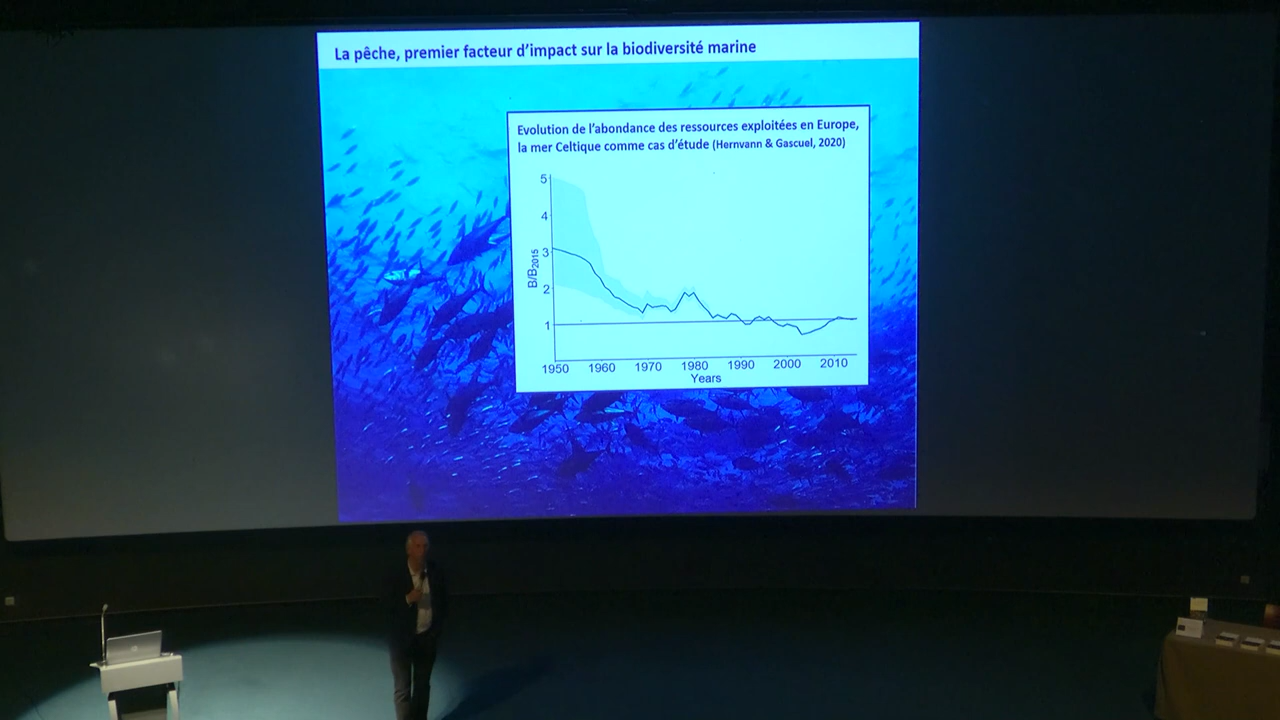 La pêche, premier facteur d'impact sur la biodiversité marine
Evolution de l'abondance des ressources exploitées en Europe,
la mer Celtique comme cas d'étude (Hernvann & Gascuel, 2020)
5
4
3
2
1
B/B2015
1950 1960 1970 1980 1990 2000 2010
Years